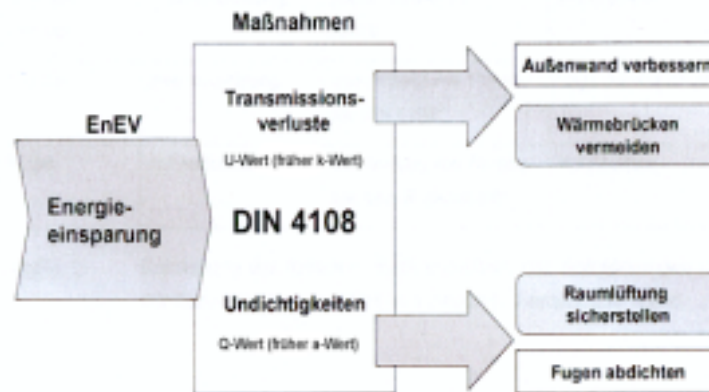 Maßnahmen
EnEV
Energie-
einsparung
Transmissions-
verluste
U-Wert (früher k-Wert)
DIN 4108
Undichtigkeiten
Q-Wert (früher a-Wert)
Außenwand verbessern
Wärmebrücken
vermeiden
Raumlüftung
sicherstellen
Fugen abdichten